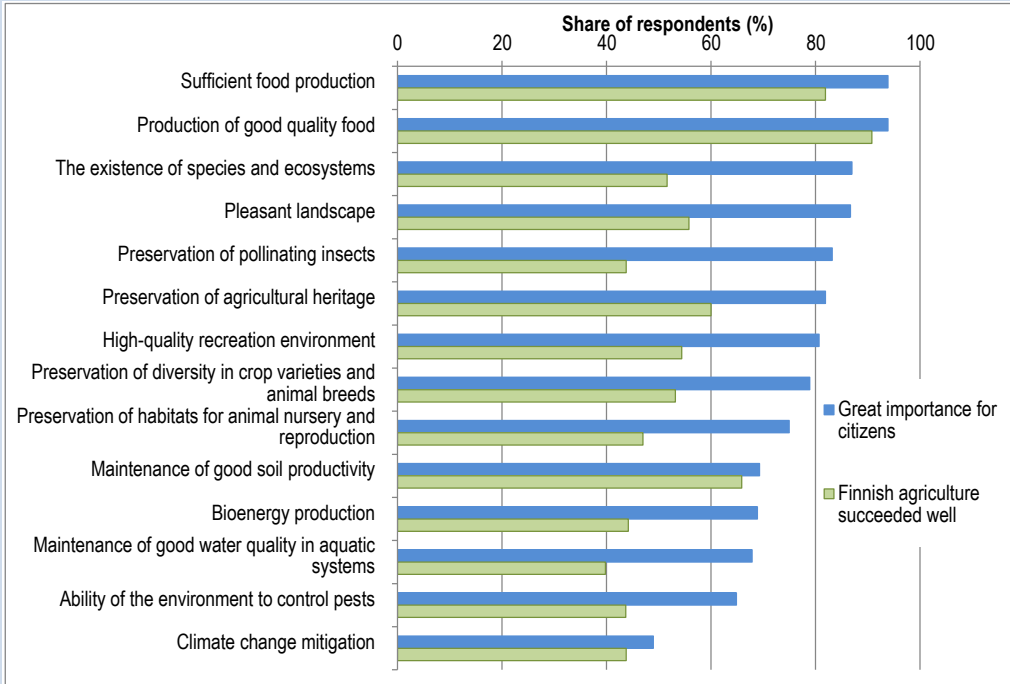 Share of respondents (%)
0 20 40 60 80 100
Sufficient food production
Production of good quality food
The existence of species and ecosystems
Pleasant landscape
Preservation of pollinating insects
Preservation of agricultural heritage
High-quality recreation environment
Preservation of diversity in crop varieties and
animal breeds
Preservation of habitats for animal nursery and
reproduction
Maintenance of good soil productivity
Bioenergy production
Maintenance of good water quality in aquatic
systems
Ability of the environment to control pests
Climate change mitigation
Great importance for
citizens
Finnish agriculture
succeeded well